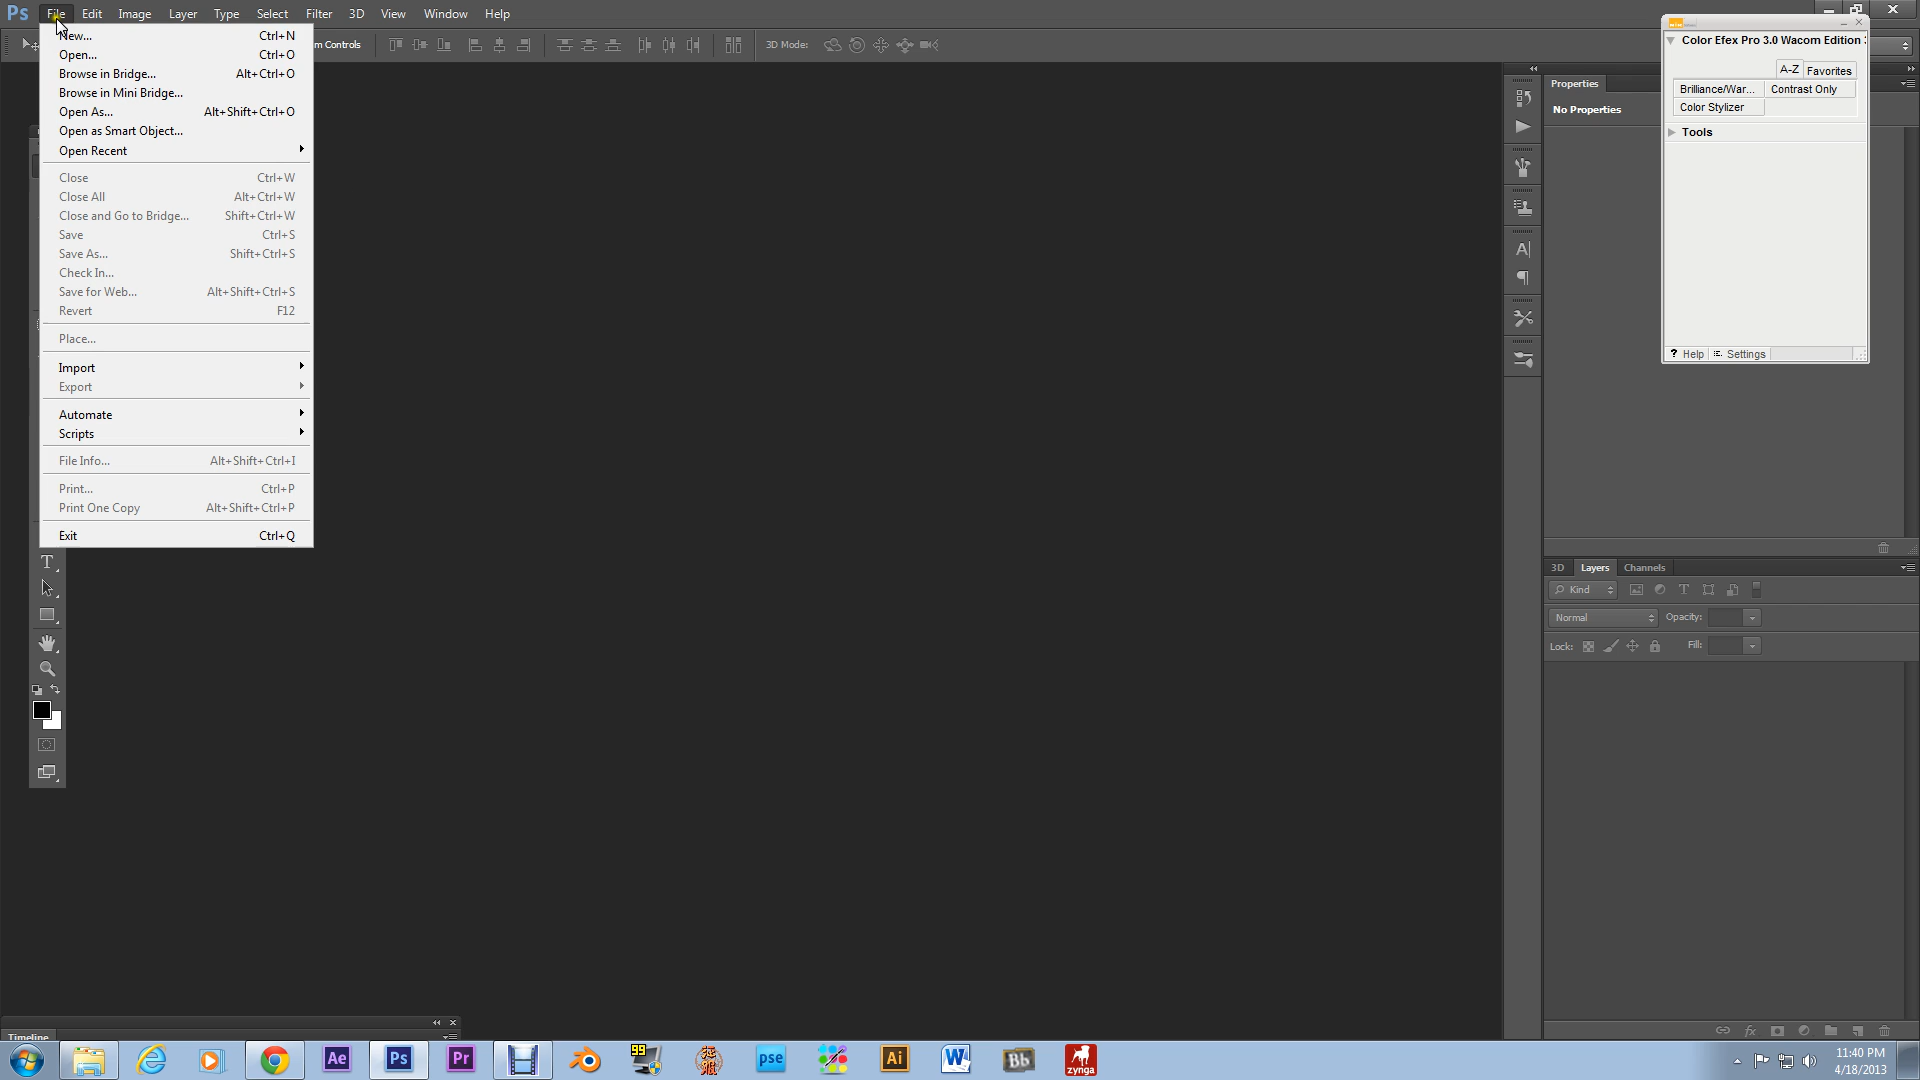 Ps File Edit Image Layer Type Select Filter 3D View Window Help
m Controls 3D Mode:
New... Ctrl+N
Open... Ctrl+O
Browse in Bridge... Alt+Ctrl+O
Browse in Mini Bridge...
Open As... Alt+Shift+Ctrl+O
Open as Smart Object...
Open Recent
Close Ctrl+W
Close All Alt+Ctrl+W
Close and Go to Bridge... Shift+Ctrl+W
Save Ctrl+S
Save As... Shift+Ctrl+S
Check In...
Save for Web... Alt+Shift+Ctrl+S
Revert F12
Place...
Import
Export
Automate
Scripts
File Info... Alt+Shift+Ctrl+I
Print... Ctrl+P
Print One Copy Alt+Shift+Ctrl+P
Exit Ctrl+Q
Color Efex Pro 3.0 Wacom Edition
A-Z Favorites
Brilliance/War... Contrast Only
Color Stylizer
Tools
? Help Settings
Properties
No Properties
3D Layers Channels
Kind
Normal Opacity:
Lock: Fill:
Timeline
Ae Ps Pr 99 pse Ai W Bb zynga
11:40 PM
4/18/2013